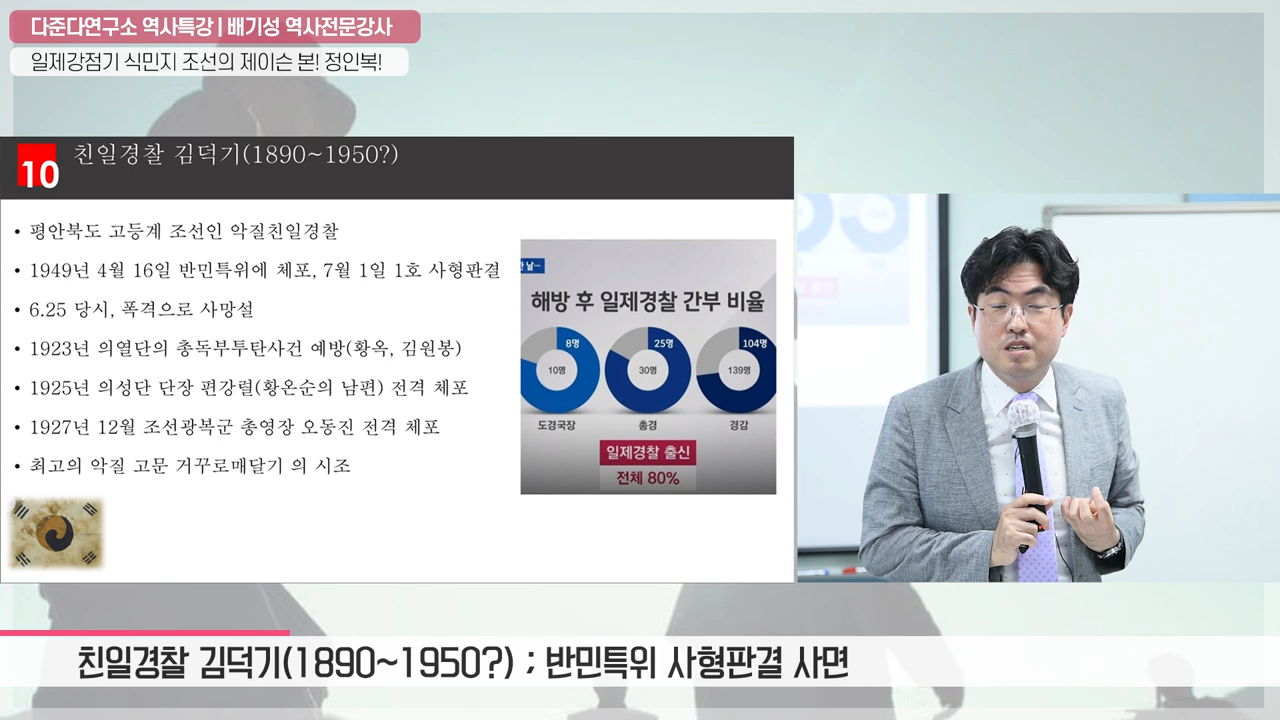 다준다연구소 역사특강 | 배기성 역사전문강사
일제강점기 식민지 조선의 제이슨 본! 정인복!
10
친일경찰 김덕기(1890~1950?)
• 평안북도 고등계 조선인 악질친일경찰
• 1949년 4월 16일 반민특위에 체포, 7월 1일 1호 사형판결
• 6.25 당시, 폭격으로 사망설
• 1923년 의열단의 총독부투탄사건 예방(황옥, 김원봉)
• 1925년 의성단 단장 편강렬(황온순의 남편) 전격 체포
• 1927년 12월 조선광복군 총영장 오동진 전격 체포
• 최고의 악질 고문 거꾸로매달기 의 시조
날…
해방 후 일제경찰 간부 비율
8명 25명 104명
10명 30명 139명
도경국장 총경 경감
일제경찰 출신
전체 80%
친일경찰 김덕기(1890~1950?) ; 반민특위 사형판결 사면